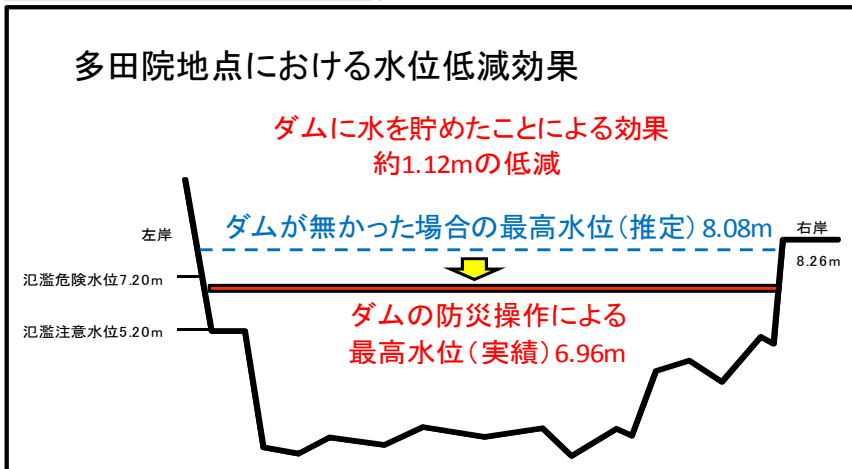 多田院地点における水位低減効果
ダムに水を貯めたことによる効果
約1.12mの低減
左岸
ダムが無かった場合の最高水位(推定)8.08m
右岸
8.26m
氾濫危険水位7.20m
氾濫注意水位5.20m
ダムの防災操作による
最高水位(実績)6.96m